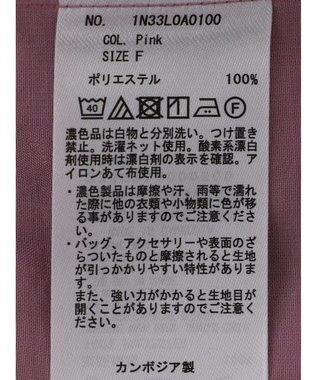 NO. 1N33L0A0100
COL. Pink
SIZE F
ポリエステル 100%
40 F
濃色品は白物と分別洗い。つけ置き
禁止。洗濯ネット使用。酸素系漂白
剤使用時は漂白剤の表示を確認。ア
イロンあて布使用。
・濃色製品は摩擦や汗、雨等で濡れ
た際に他の衣類や小物類に色が移
る事がありますのでご注意くださ
い。
・バッグ、アクセサリーや表面のざ
らついたものと摩擦されると生地
が引っかかりやすい特性がありま
す。
また、強い力がかかると生地目が
開くことがありますのでご注意く
ださい。
カンボジア製